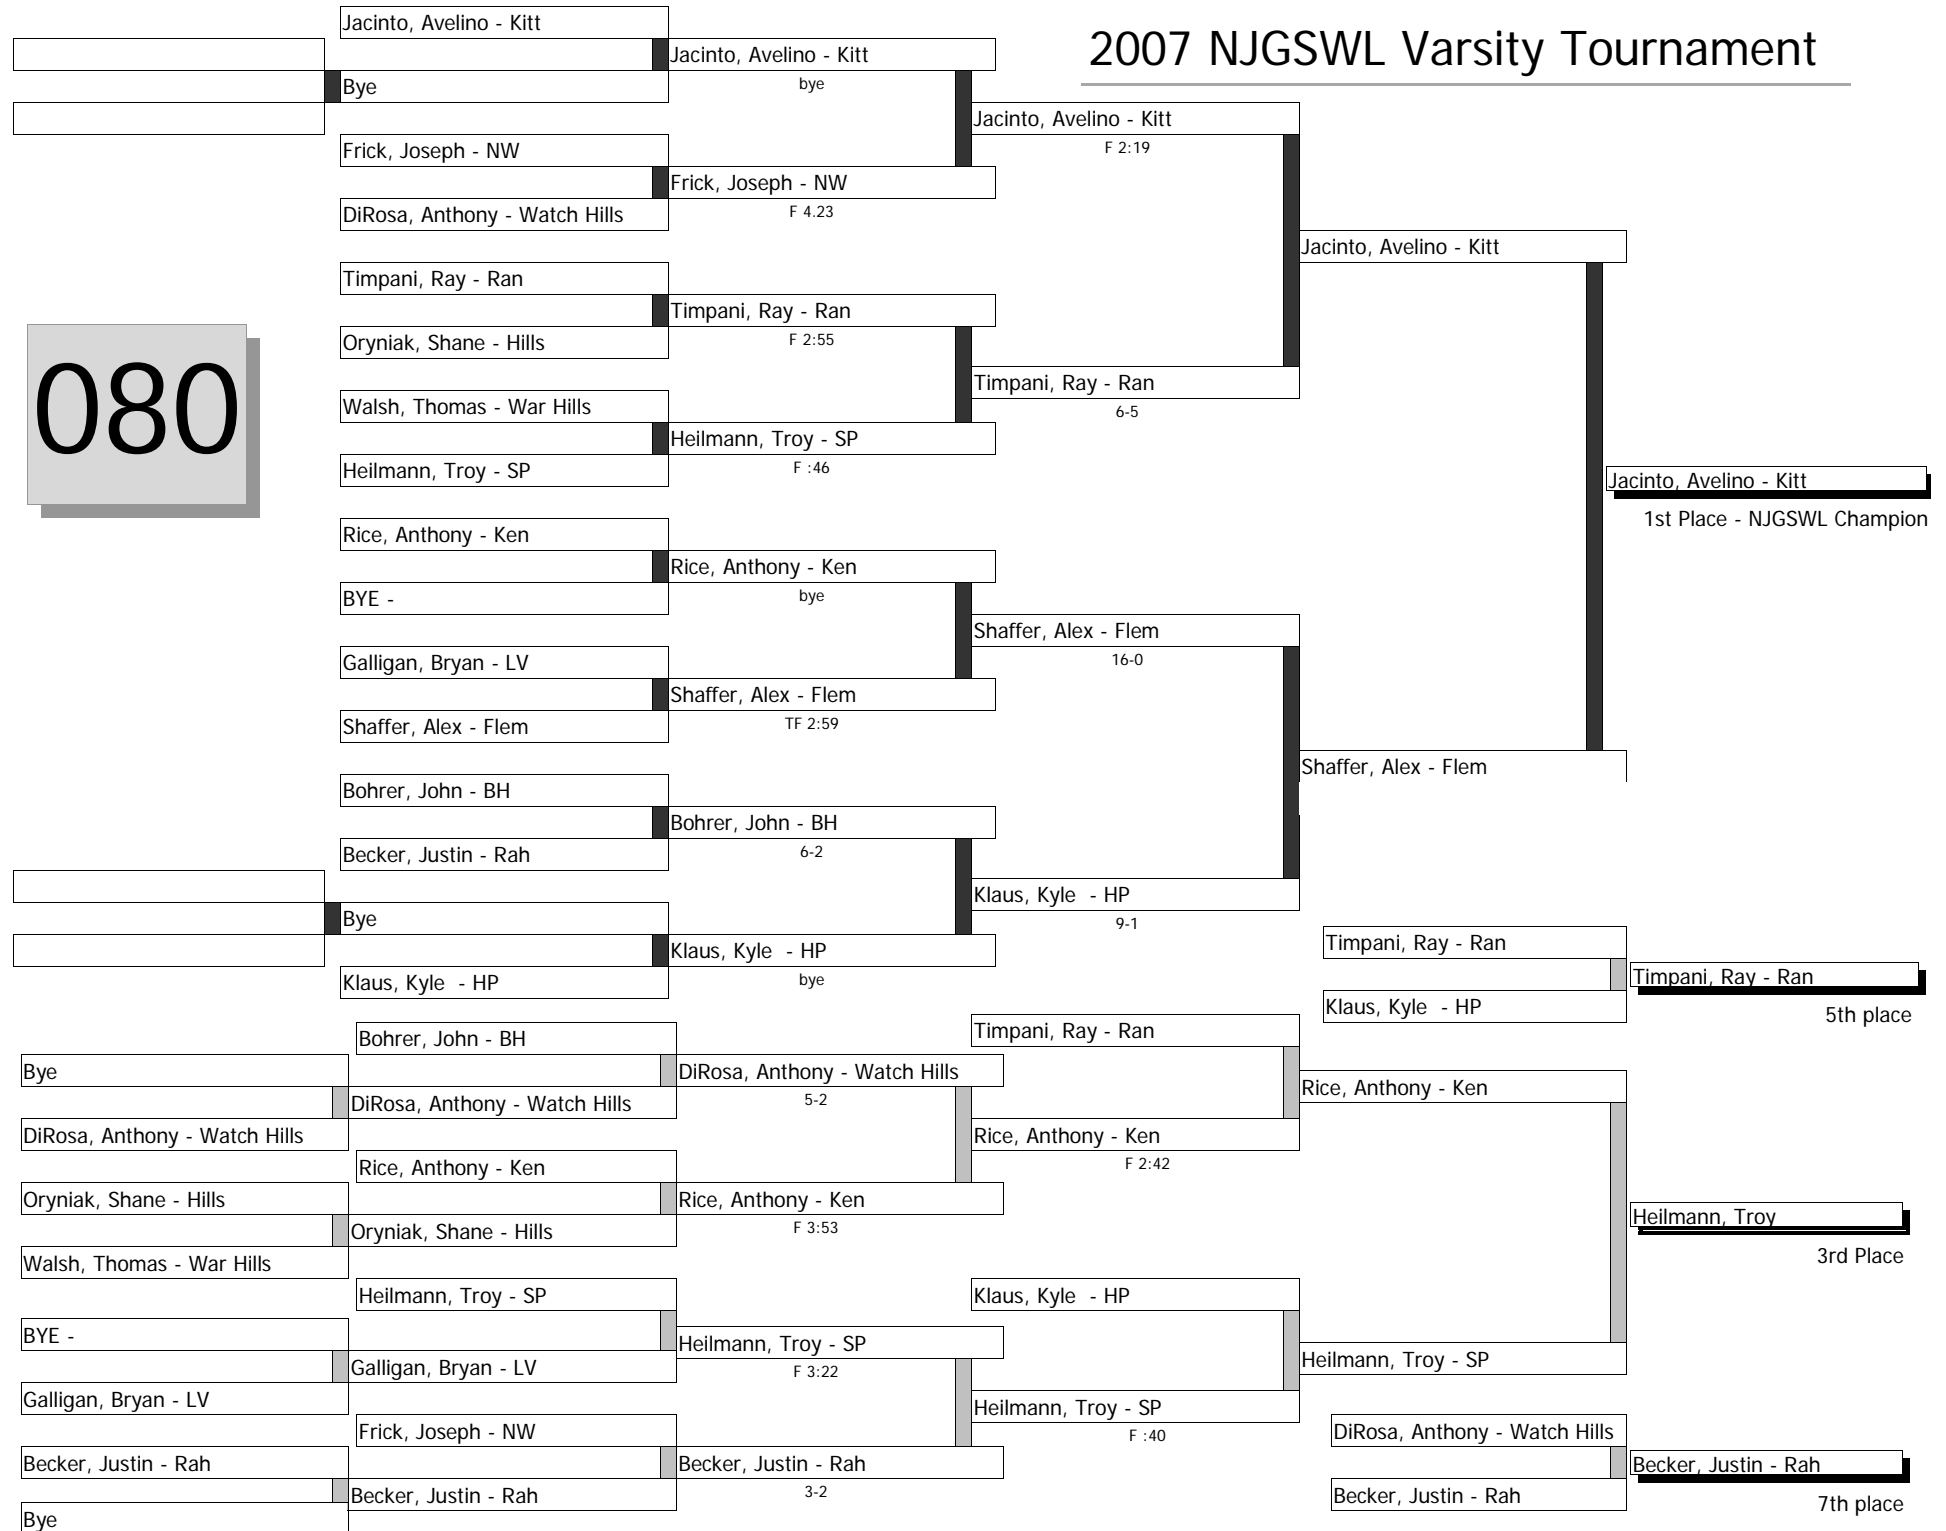 2007 NJGSWL Varsity Tournament
080
Jacinto, Avelino - Kitt
Bye
Frick, Joseph - NW
DiRosa, Anthony - Watch Hills
Timpani, Ray - Ran
Oryniak, Shane - Hills
Walsh, Thomas - War Hills
Heilmann, Troy - SP
Rice, Anthony - Ken
BYE -
Galligan, Bryan - LV
Shaffer, Alex - Flem
Bohrer, John - BH
Becker, Justin - Rah
Bye
Klaus, Kyle - HP
Jacinto, Avelino - Kitt
bye
Frick, Joseph - NW
F 4.23
Timpani, Ray - Ran
F 2:55
Heilmann, Troy - SP
F :46
Rice, Anthony - Ken
bye
Shaffer, Alex - Flem
TF 2:59
Bohrer, John - BH
6-2
Klaus, Kyle - HP
bye
Jacinto, Avelino - Kitt
F 2:19
Timpani, Ray - Ran
6-5
Shaffer, Alex - Flem
16-0
Klaus, Kyle - HP
9-1
Jacinto, Avelino - Kitt
Shaffer, Alex - Flem
Jacinto, Avelino - Kitt
1st Place - NJGSWL Champion
Timpani, Ray - Ran
Klaus, Kyle - HP
Timpani, Ray - Ran
5th place
Bye
DiRosa, Anthony - Watch Hills
Oryniak, Shane - Hills
Walsh, Thomas - War Hills
BYE -
Galligan, Bryan - LV
Becker, Justin - Rah
Bye
Bohrer, John - BH
DiRosa, Anthony - Watch Hills
Rice, Anthony - Ken
Oryniak, Shane - Hills
Heilmann, Troy - SP
Galligan, Bryan - LV
Frick, Joseph - NW
Becker, Justin - Rah
DiRosa, Anthony - Watch Hills
5-2
Rice, Anthony - Ken
F 3:53
Heilmann, Troy - SP
F 3:22
Becker, Justin - Rah
3-2
Timpani, Ray - Ran
Rice, Anthony - Ken
F 2:42
Klaus, Kyle - HP
Heilmann, Troy - SP
F :40
Rice, Anthony - Ken
Heilmann, Troy - SP
Heilmann, Troy
3rd Place
DiRosa, Anthony - Watch Hills
Becker, Justin - Rah
Becker, Justin - Rah
7th place